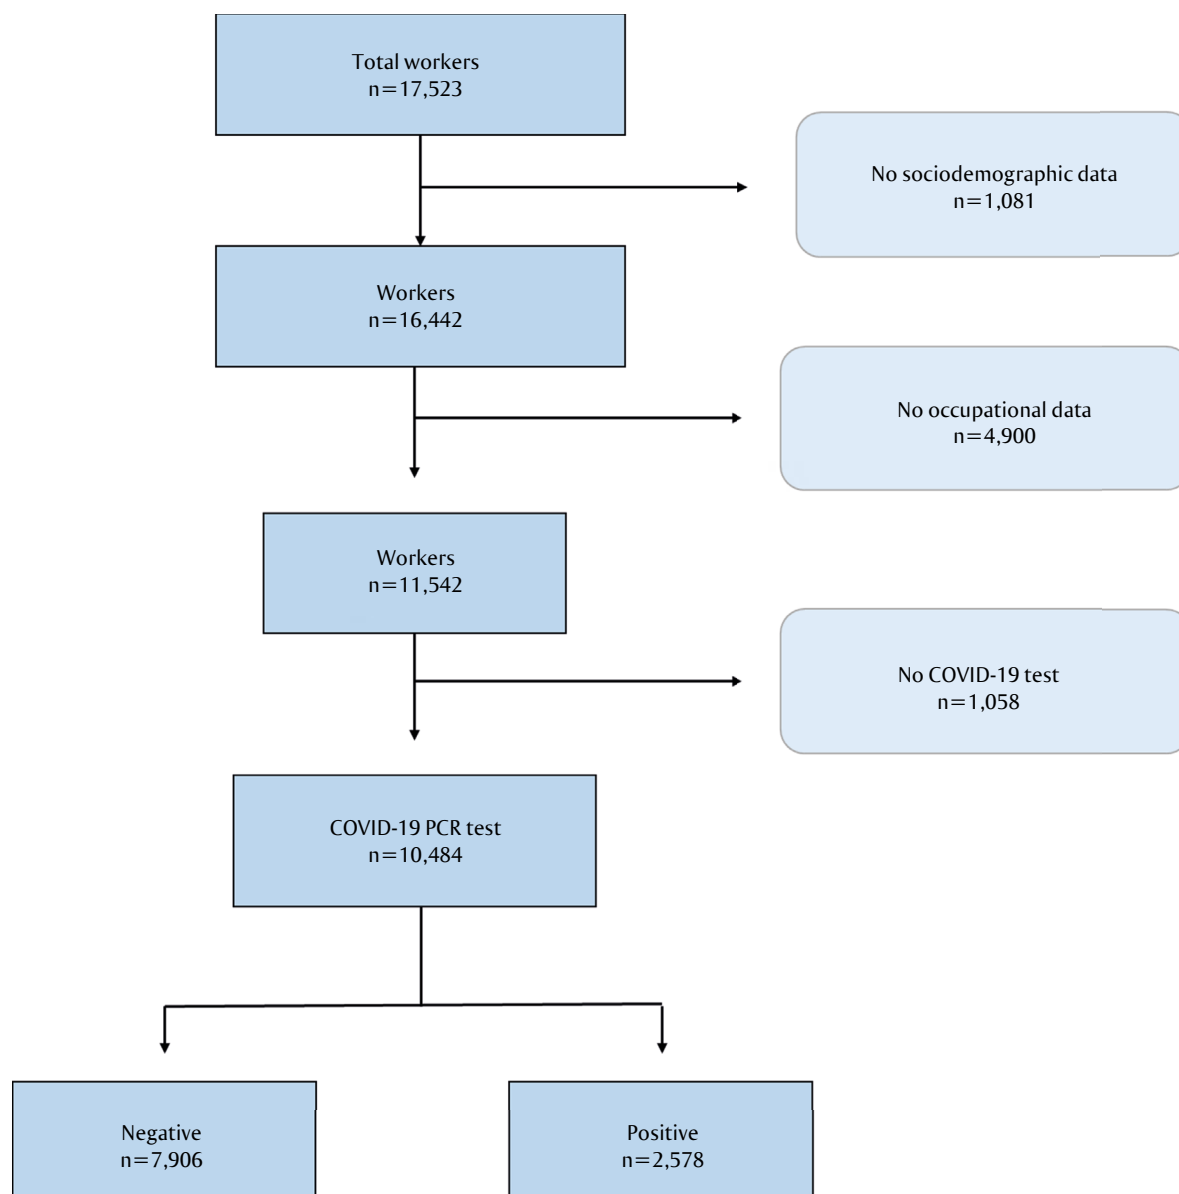 Total workers
n=17,523
No sociodemographic data
n=1,081
Workers
n=16,442
No occupational data
n=4,900
Workers
n=11,542
No COVID-19 test
n=1,058
COVID-19 PCR test
n=10,484
Negative
n=7,906
Positive
n=2,578